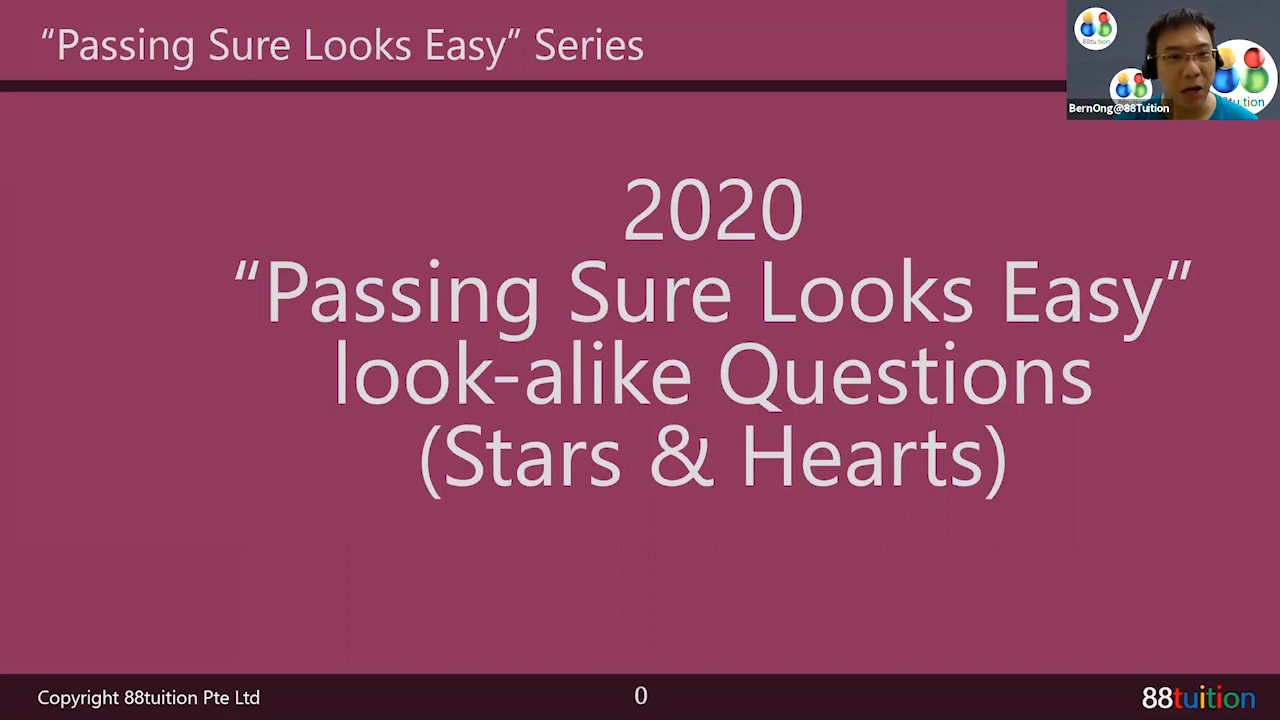 “Passing Sure Looks Easy” Series
88tuition
BernOng@88Tuition
2020
“Passing Sure Looks Easy”
look-alike Questions
(Stars & Hearts)
Copyright 88tuition Pte Ltd
0
88tuition